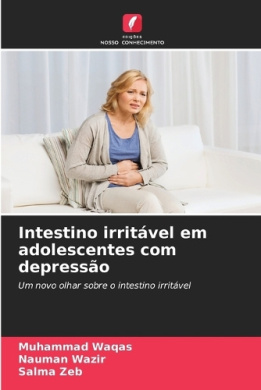 edições
NOSSO CONHECIMENTO
Intestino irritável em
adolescentes com
depressão
Um novo olhar sobre o intestino irritável
Muhammad Waqas
Nauman Wazir
Salma Zeb